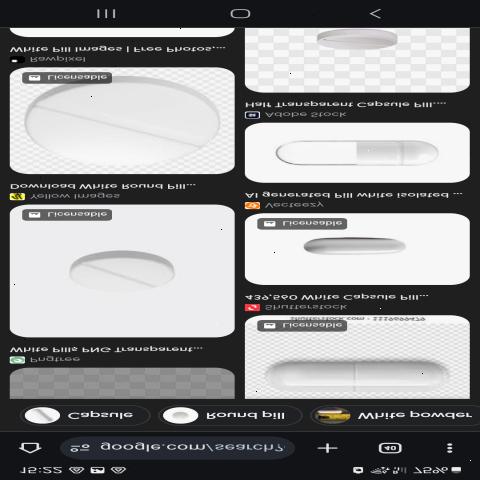 15:22 75%
google.com/search? 40
Capsule Round pill White powder
Pngtree
White Pills PNG Transparent...
Licensable
Yellow Images
Download White Round Pill...
Licensable
Rawpixel
White Pill Images | Free Photos,...
Licensable
shutterstock.com · 1119699479
Shutterstock
439,560 White Capsule Pill...
Licensable
Vecteezy
Ai generated Pill white isolated ...
Adobe Stock
Half Transparent Capsule Pill....